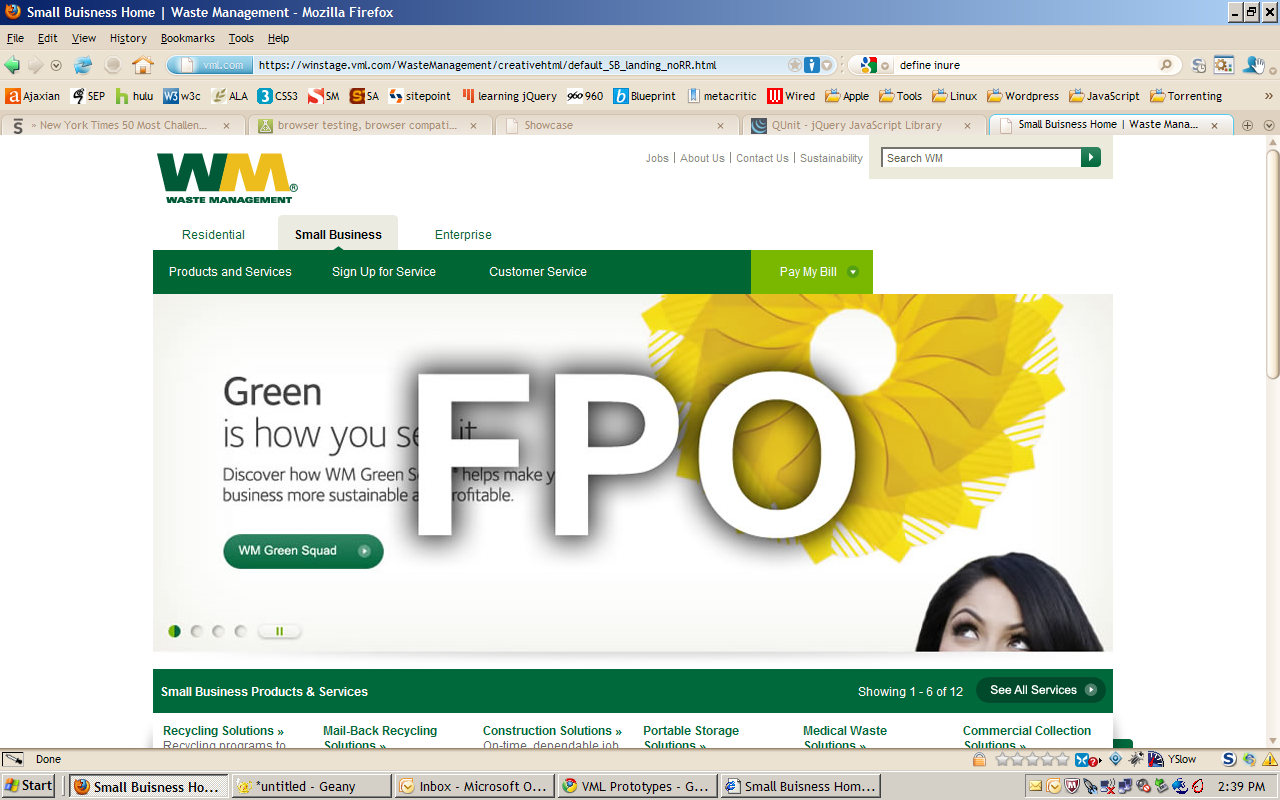 Small Buisness Home | Waste Management - Mozilla Firefox
File Edit View History Bookmarks Tools Help
vml.com https://winstage.vml.com/WasteManagement/creativehtml/default_SB_landing_noRR.html define inure
Ajaxian SEP hulu w3c ALA CSS3 SM SA sitepoint learning jQuery 960 960 Blueprint metacritic Wired Apple Tools Linux Wordpress JavaScript Torrenting »
» New York Times 50 Most Challen... browser testing, browser compati... Showcase QUnit - jQuery JavaScript Library Small Buisness Home | Waste Mana...
Jobs | About Us | Contact Us | Sustainability Search WM
WM®
WASTE MANAGEMENT
Residential Small Business Enterprise
Products and Services Sign Up for Service Customer Service Pay My Bill
FPO
Green
is how you se it
Discover how WM Green S helps make y
business more sustainable a rofitable.
WM Green Squad
Small Business Products & Services Showing 1 - 6 of 12 See All Services
Recycling Solutions » Mail-Back Recycling Construction Solutions » Portable Storage Medical Waste Commercial Collection
Recycling programs to Solutions » On-time, dependable job Solutions » Solutions » Solutions »
Done YSlow
Start Small Buisness Ho... *untitled - Geany Inbox - Microsoft O... VML Prototypes - G... Small Buisness Hom... 2:39 PM